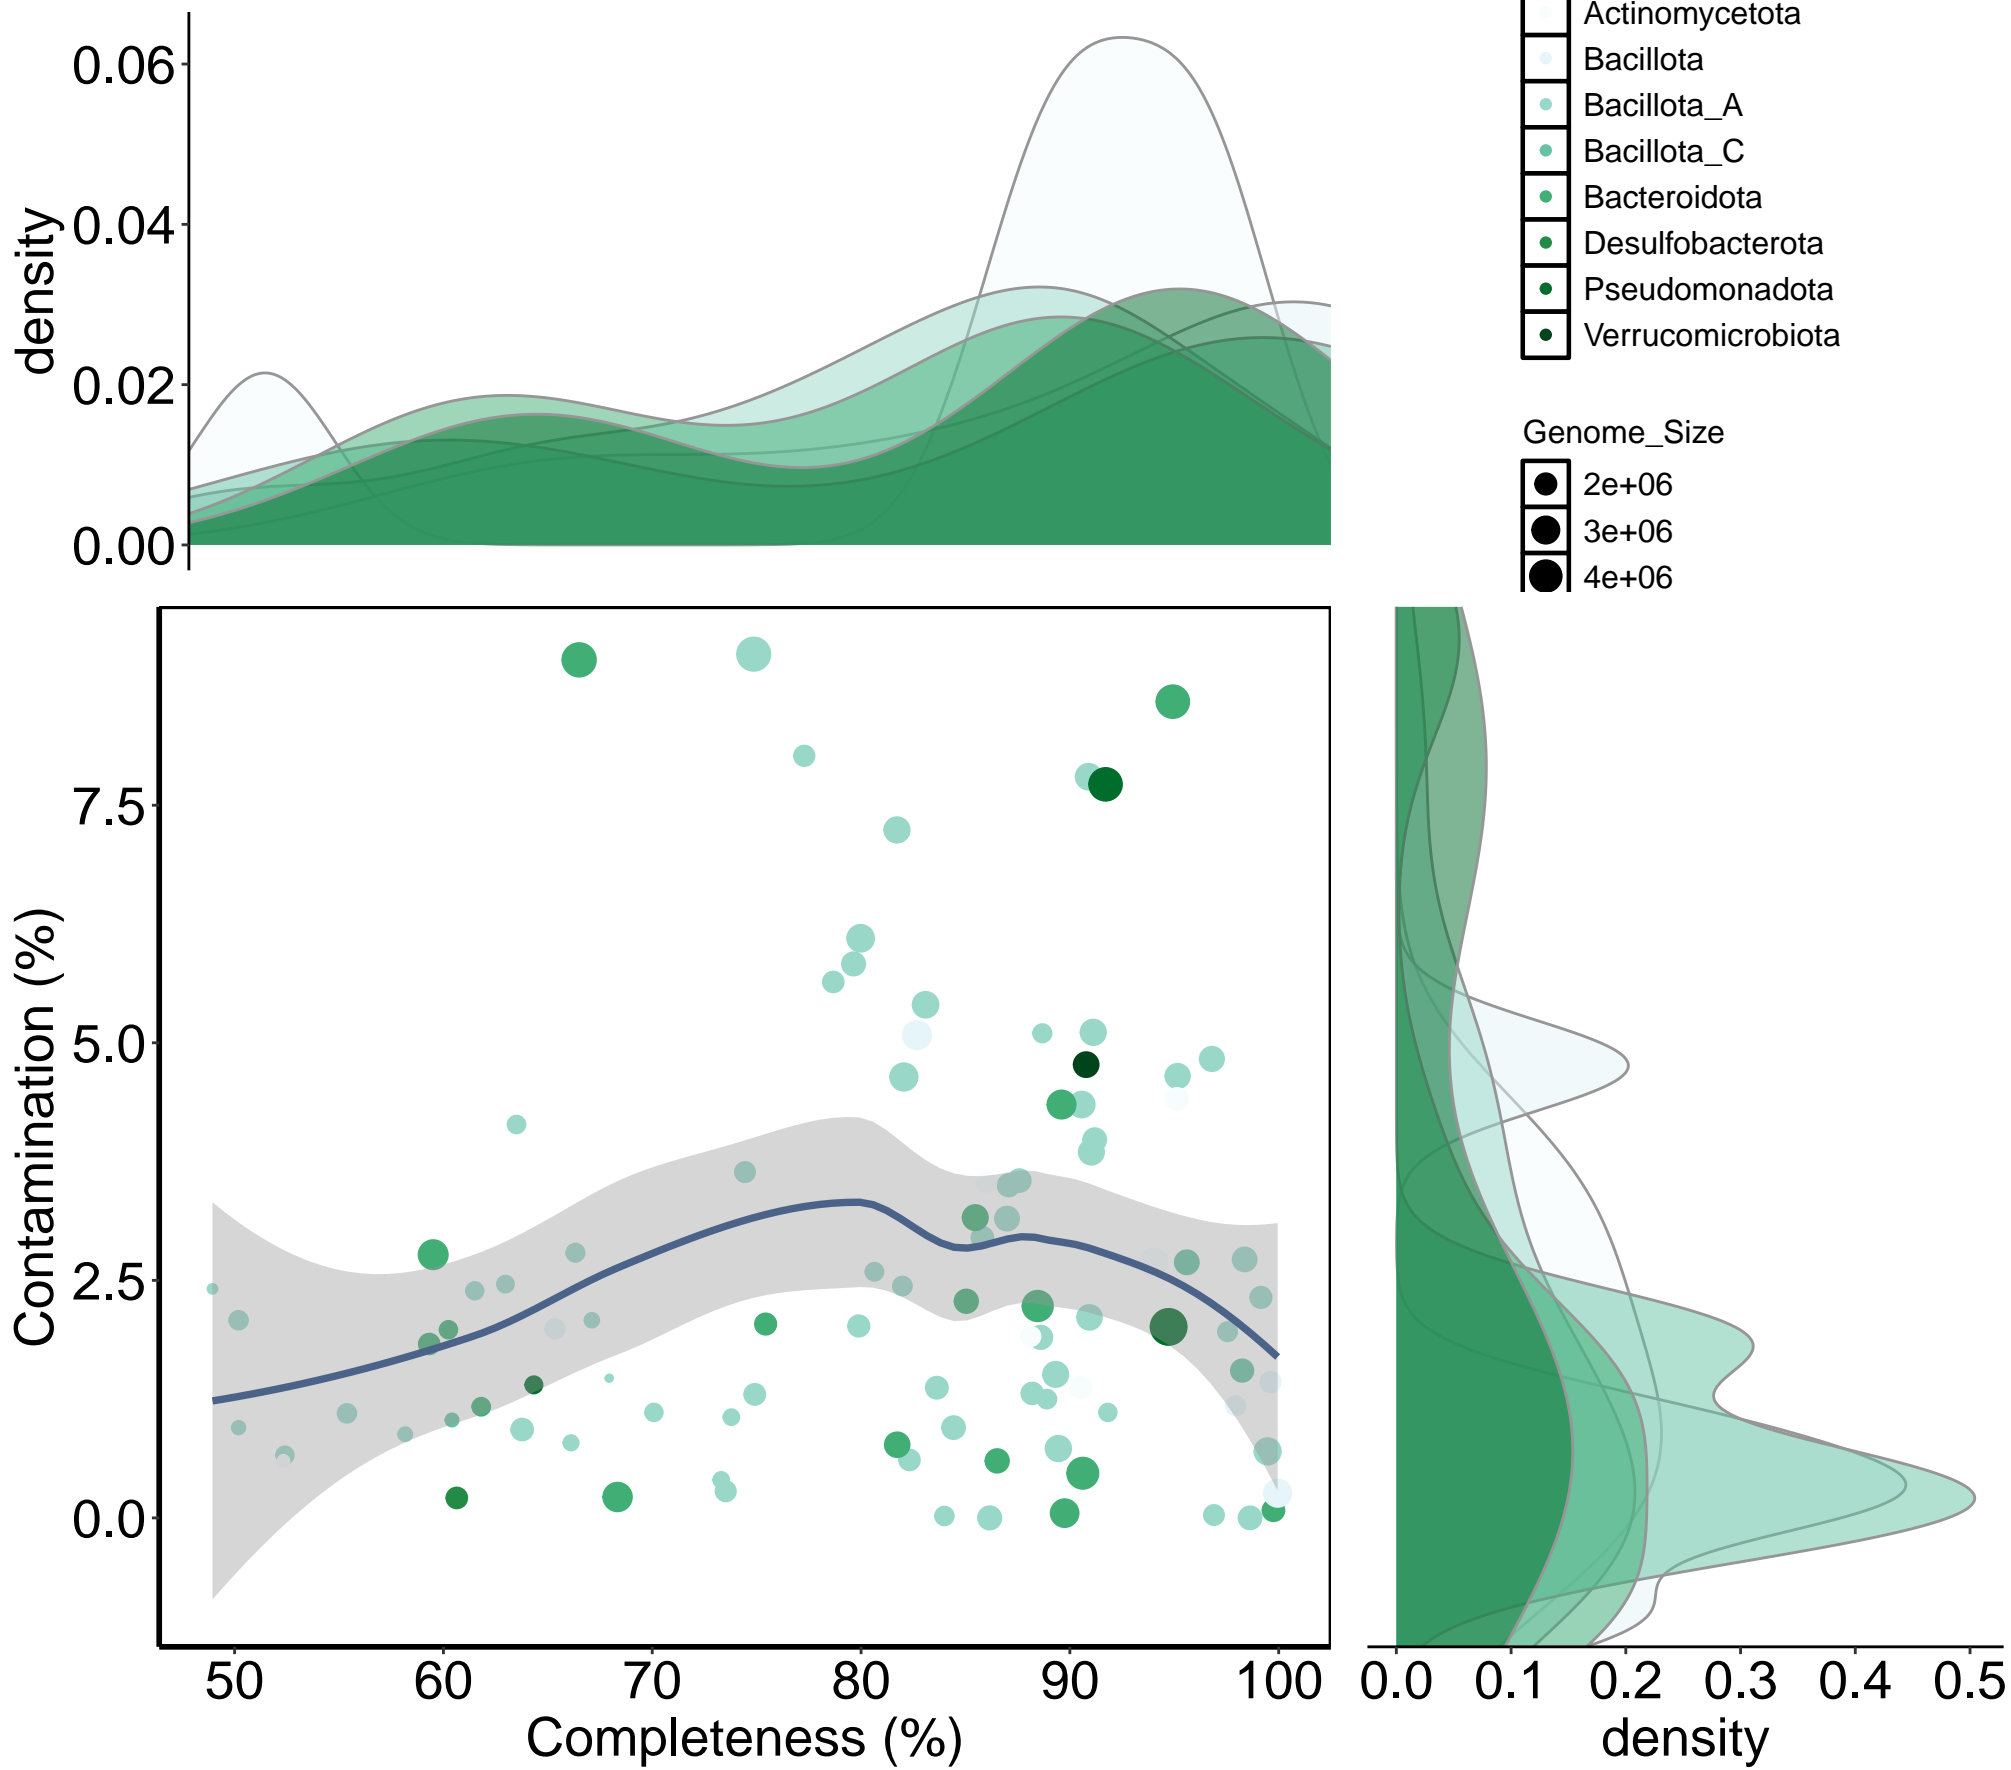 0.06
0.04
0.02
0.00
density
Actinomycetota
Bacillota
Bacillota_A
Bacillota_C
Bacteroidota
Desulfobacterota
Pseudomonadota
Verrucomicrobiota
Genome_Size
2e+06
3e+06
4e+06
7.5
5.0
2.5
0.0
Contamination (%)
50 60 70 80 90 100
Completeness (%)
0.0 0.1 0.2 0.3 0.4 0.5
density